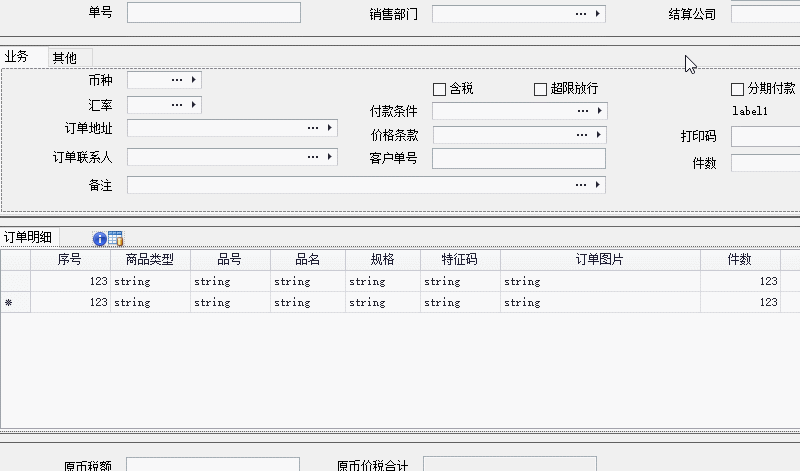 单号 销售部门 ... 结算公司
业务 其他
币种 ... 含税 超限放行 分期付款
汇率 ... 付款条件 ... label1
订单地址 ... 价格条款 ... 打印码
订单联系人 ... 客户单号 件数
备注 ...
订单明细
序号 商品类型 品号 品名 规格 特征码 订单图片 件数
123 string string string string string string 123
* 123 string string string string string string 123
原币税额 原币价税合计